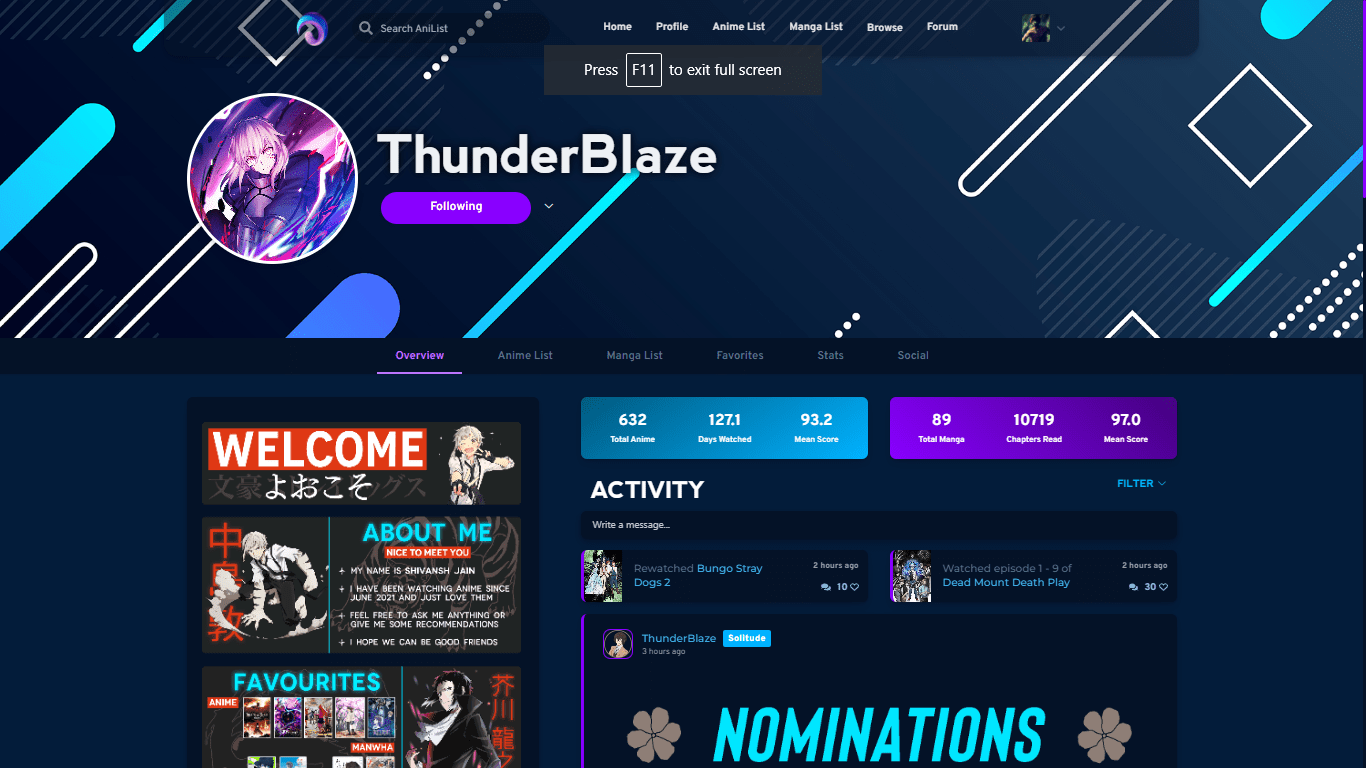 Search AniList
Home
Profile
Anime List
Manga List
Browse
Forum
Press F11 to exit full screen
ThunderBlaze
Following
Overview
Anime List
Manga List
Favorites
Stats
Social
WELCOME
文豪よおこそングス
中
敦
ABOUT ME
NICE TO MEET YOU
+ MY NAME IS SHIVANSH JAIN
+ I HAVE BEEN WATCHING ANIME SINCE
JUNE 2021 AND JUST LOVE THEM
+ FEEL FREE TO ASK ME ANYTHING OR
GIVE ME SOME RECOMMENDATIONS
+ I HOPE WE CAN BE GOOD FRIENDS
FAVOURITES
ANIME
MANHWA
芥
川
龍
632
Total Anime
127.1
Days Watched
93.2
Mean Score
89
Total Manga
10719
Chapters Read
97.0
Mean Score
ACTIVITY
FILTER
Write a message...
Rewatched Bungo Stray
Dogs 2
2 hours ago
10
Watched episode 1 - 9 of
Dead Mount Death Play
2 hours ago
30
ThunderBlaze
Solitude
3 hours ago
NOMINATIONS